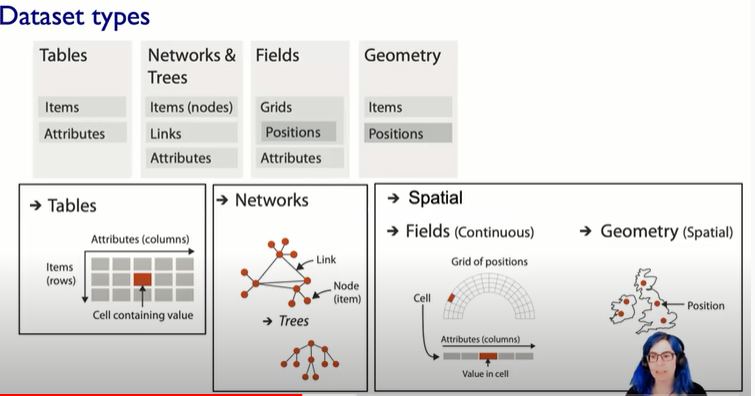 Dataset types
Tables
Items
Attributes
Networks &
Trees
Items (nodes)
Links
Attributes
Fields
Grids
Positions
Attributes
Geometry
Items
Positions
→ Tables
Attributes (columns)
Items
(rows)
Cell containing value
→ Networks
Link
Node
(item)
→ Trees
→ Spatial
→ Fields (Continuous)
Grid of positions
Cell
Attributes (columns)
Value in cell
→ Geometry (Spatial)
Position